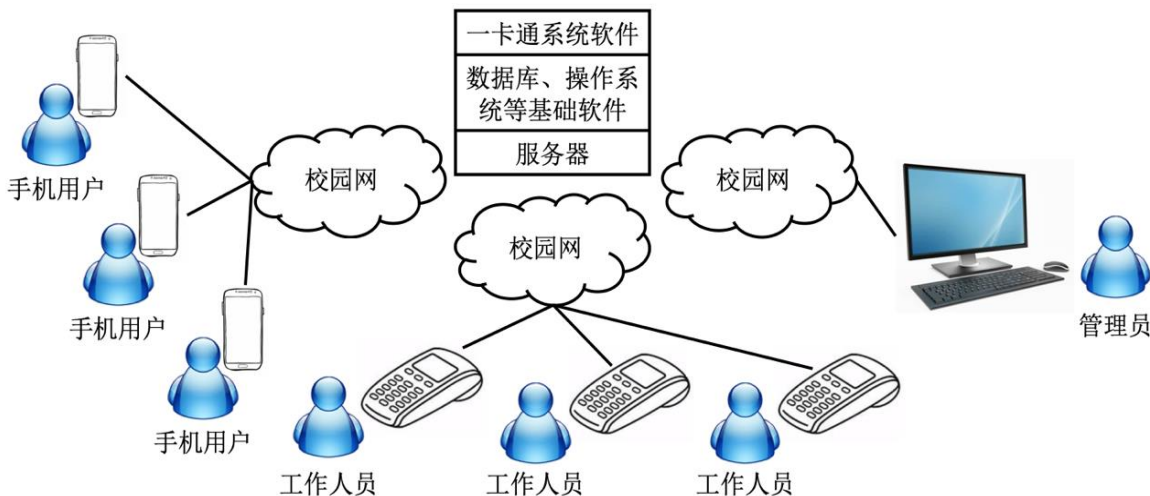 一卡通系统软件
数据库、操作系
统等基础软件
服务器
校园网
校园网
校园网
手机用户
手机用户
手机用户
管理员
工作人员
工作人员
工作人员